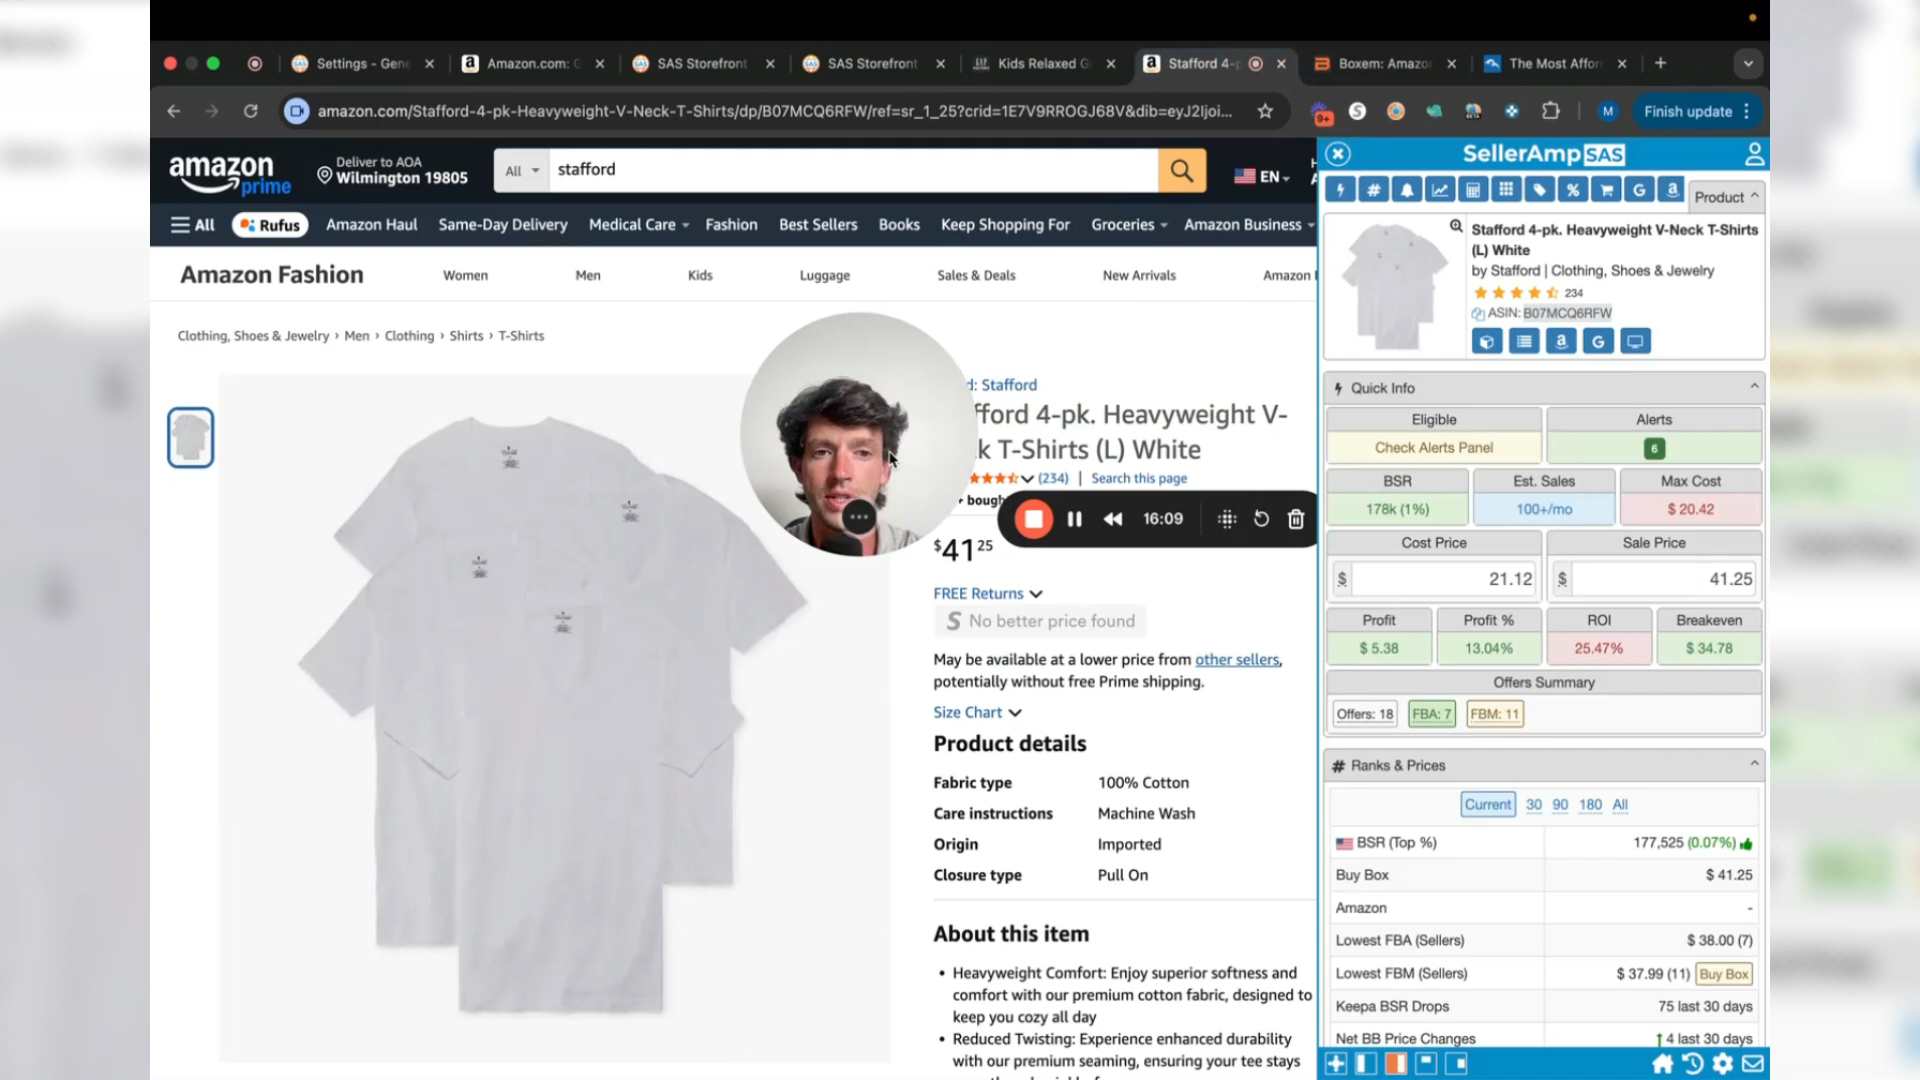 Settings - Gene
Amazon.com: G
SAS Storefront
SAS Storefront
Kids Relaxed G
Stafford 4-
Boxem: Amazo
The Most Affor
amazon.com/Stafford-4-pk-Heavyweight-V-Neck-T-Shirts/dp/B07MCQ6RFW/ref=sr_1_25?crid=1E7V9RROGJ68V&dib=eyJ2Ijoi...
9+
M
Finish update
amazon prime
Deliver to AOA
Wilmington 19805
All
stafford
EN
All
Rufus
Amazon Haul
Same-Day Delivery
Medical Care
Fashion
Best Sellers
Books
Keep Shopping For
Groceries
Amazon Business
Amazon Fashion
Women
Men
Kids
Luggage
Sales & Deals
New Arrivals
Amazon
Clothing, Shoes & Jewelry › Men › Clothing › Shirts › T-Shirts
d: Stafford
fford 4-pk. Heavyweight V-
k T-Shirts (L) White
(234) | Search this page
+ bough
16:09
$41 25
FREE Returns
S No better price found
May be available at a lower price from other sellers,
potentially without free Prime shipping.
Size Chart
Product details
Fabric type 100% Cotton
Care instructions Machine Wash
Origin Imported
Closure type Pull On
About this item
• Heavyweight Comfort: Enjoy superior softness and
comfort with our premium cotton fabric, designed to
keep you cozy all day
• Reduced Twisting: Experience enhanced durability
with our premium seaming, ensuring your tee stays
SellerAmp SAS
Product
Stafford 4-pk. Heavyweight V-Neck T-Shirts
(L) White
by Stafford | Clothing, Shoes & Jewelry
234
ASIN: B07MCQ6RFW
Quick Info
Eligible Alerts
Check Alerts Panel 6
BSR Est. Sales Max Cost
178k (1%) 100+/mo $ 20.42
Cost Price Sale Price
$ 21.12 $ 41.25
Profit Profit % ROI Breakeven
$ 5.38 13.04% 25.47% $ 34.78
Offers Summary
Offers: 18 FBA: 7 FBM: 11
# Ranks & Prices
Current 30 90 180 All
BSR (Top %) 177,525 (0.07%)
Buy Box $ 41.25
Amazon -
Lowest FBA (Sellers) $ 38.00 (7)
Lowest FBM (Sellers) $ 37.99 (11) Buy Box
Keepa BSR Drops 75 last 30 days
Net BB Price Changes ↑ 4 last 30 days